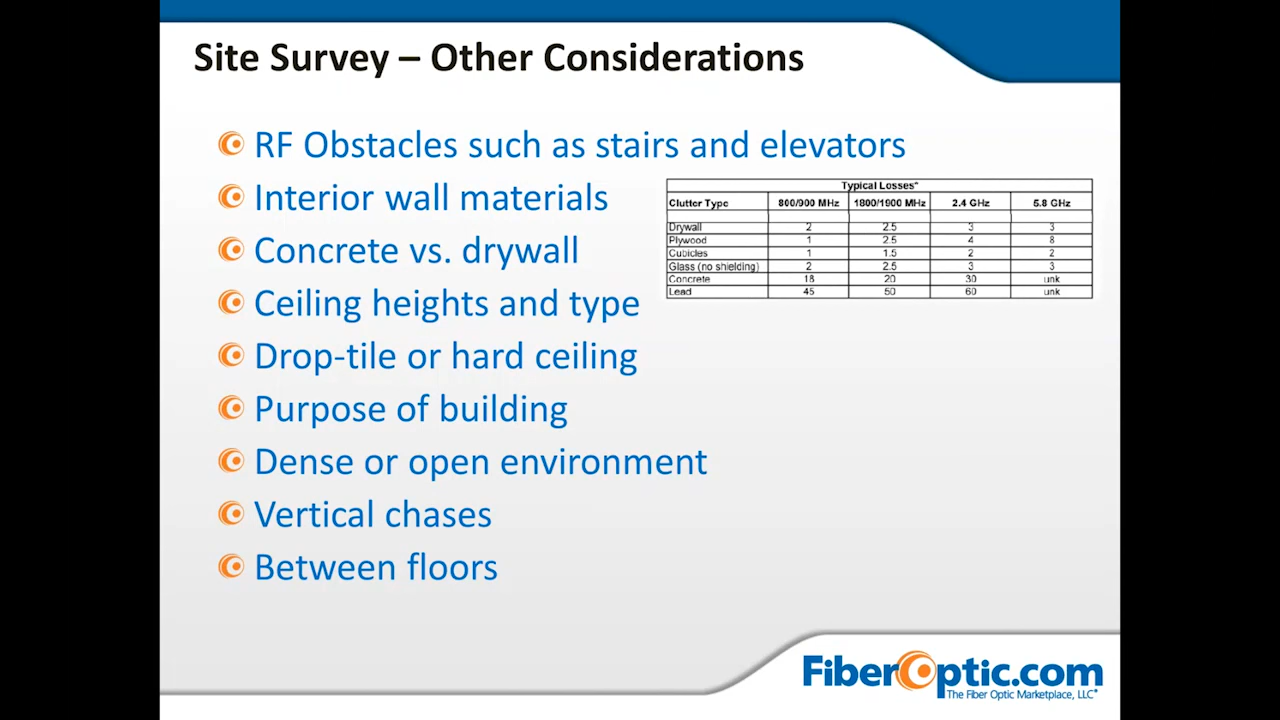 Site Survey – Other Considerations
RF Obstacles such as stairs and elevators
Interior wall materials
Concrete vs. drywall
Ceiling heights and type
Drop-tile or hard ceiling
Purpose of building
Dense or open environment
Vertical chases
Between floors
Typical Losses*
Clutter Type 800/900 MHz 1800/1900 MHz 2.4 GHz 5.8 GHz
Drywall 2 2.5 3 3
Plywood 1 2.5 4 8
Cubicles 1 1.5 2 2
Glass (no shielding) 2 2.5 3 3
Concrete 18 20 30 unk
Lead 45 50 60 unk
FiberOptic.com
The Fiber Optic Marketplace, LLC®